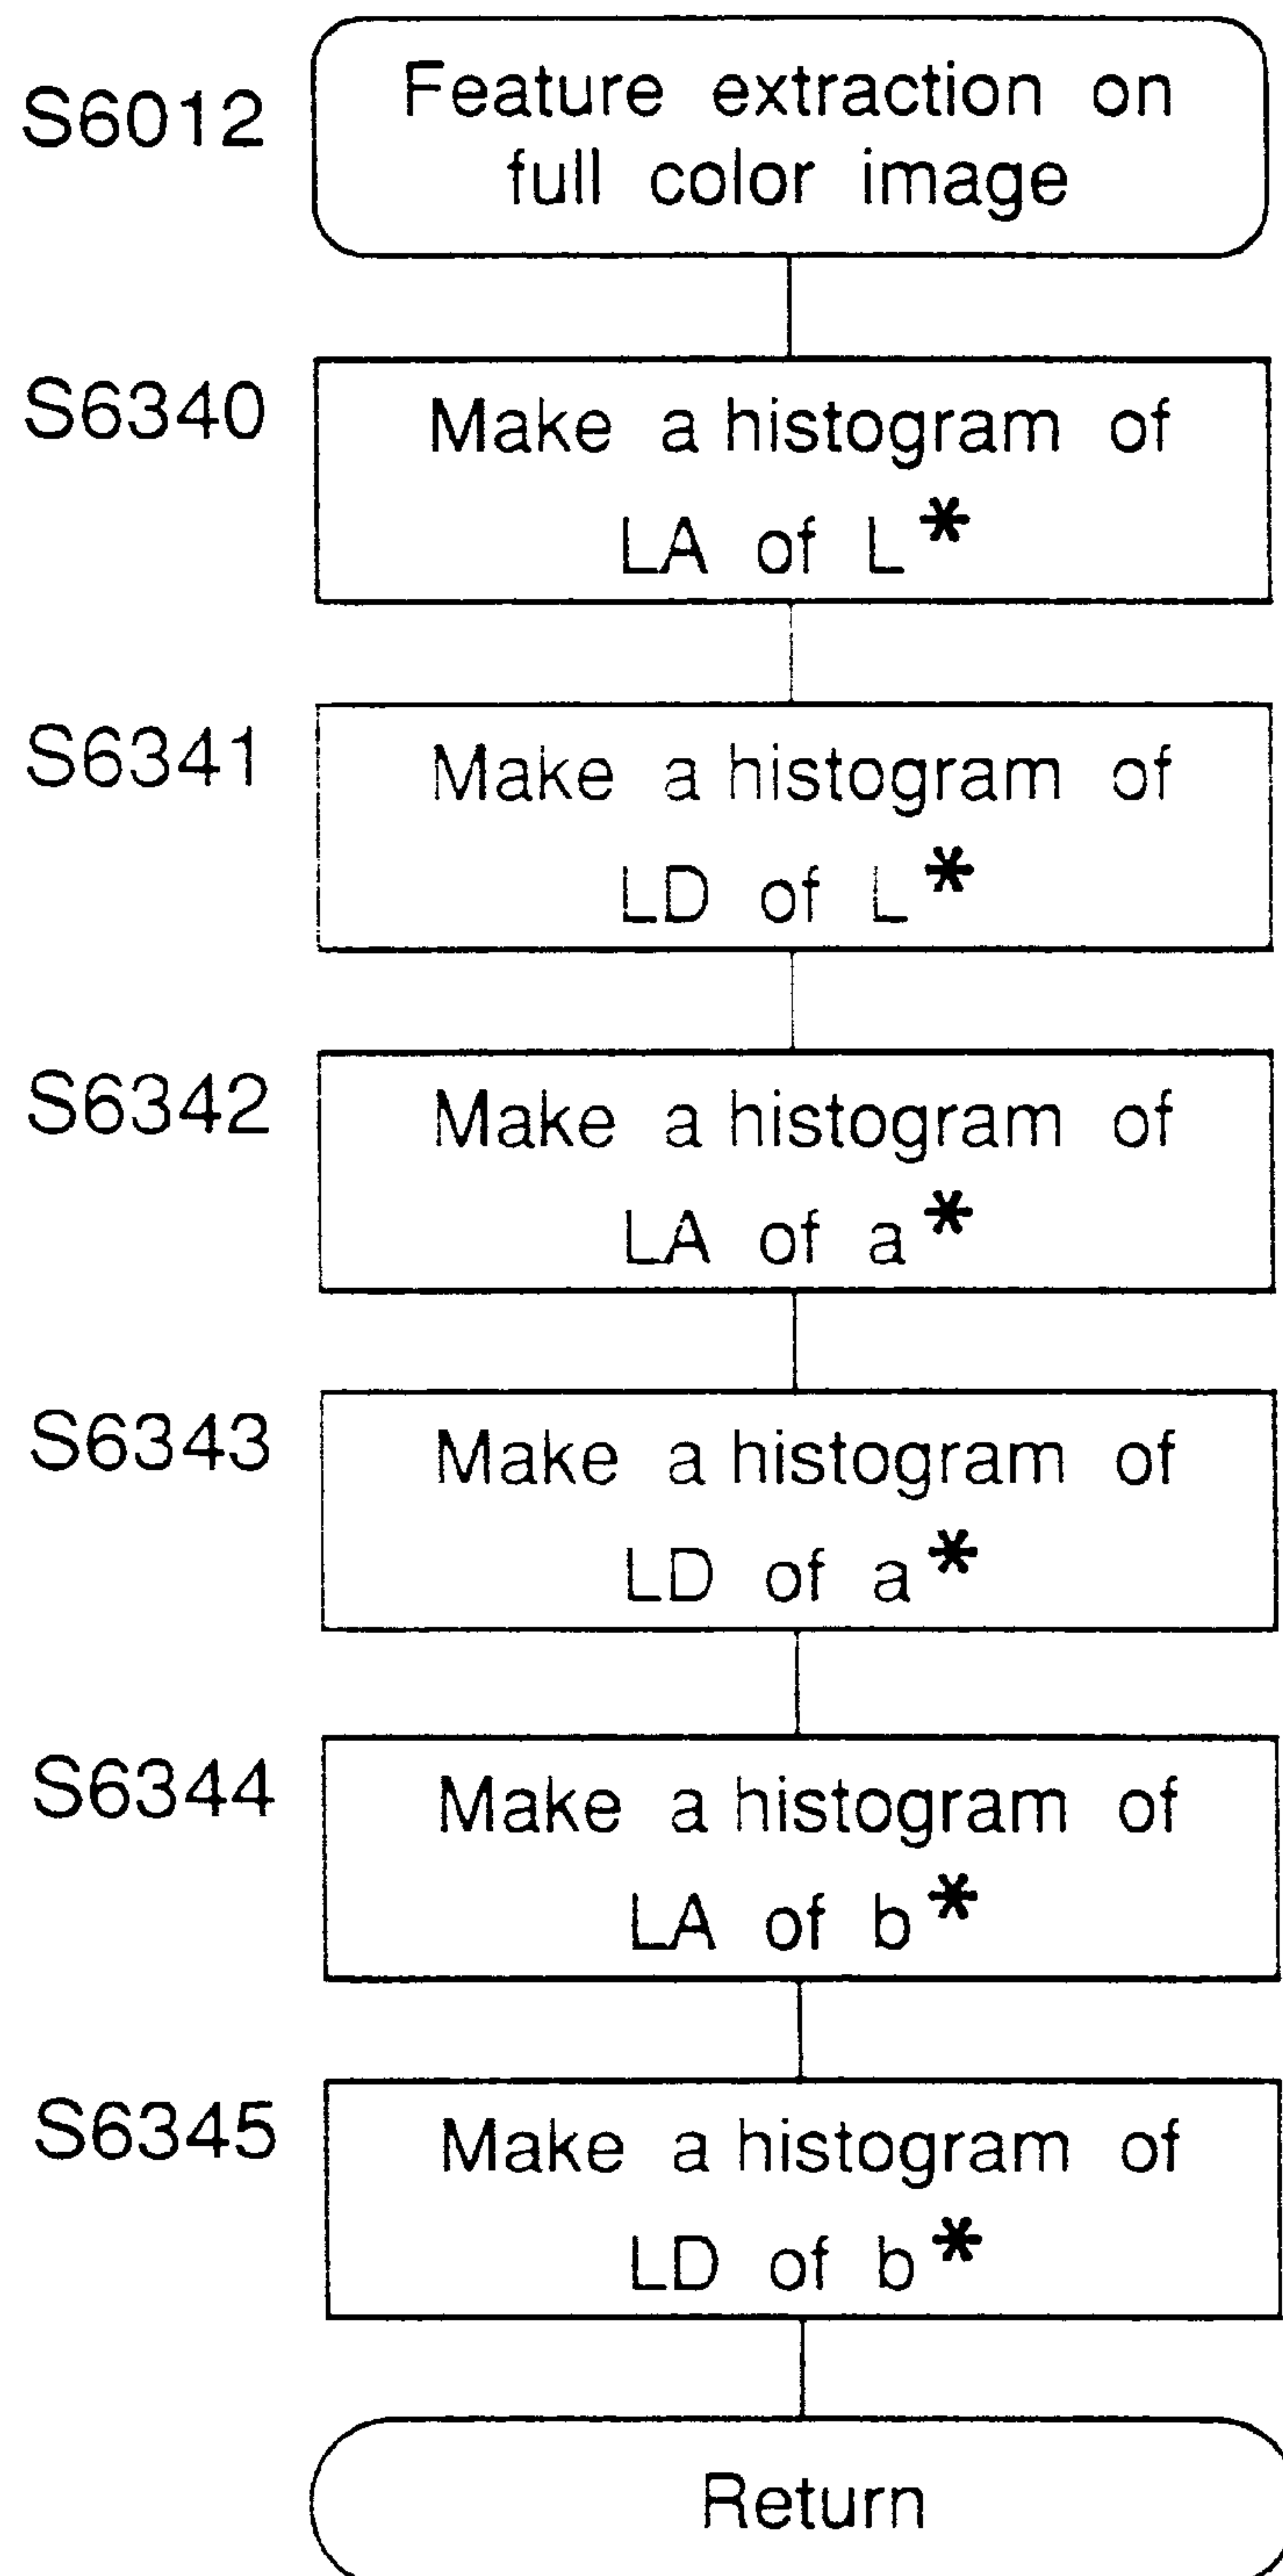 S6012
Feature extraction on
full color image
S6340
Make a histogram of
LA of L*
S6341
Make a histogram of
LD of L*
S6342
Make a histogram of
LA of a*
S6343
Make a histogram of
LD of a*
S6344
Make a histogram of
LA of b*
S6345
Make a histogram of
LD of b*
Return